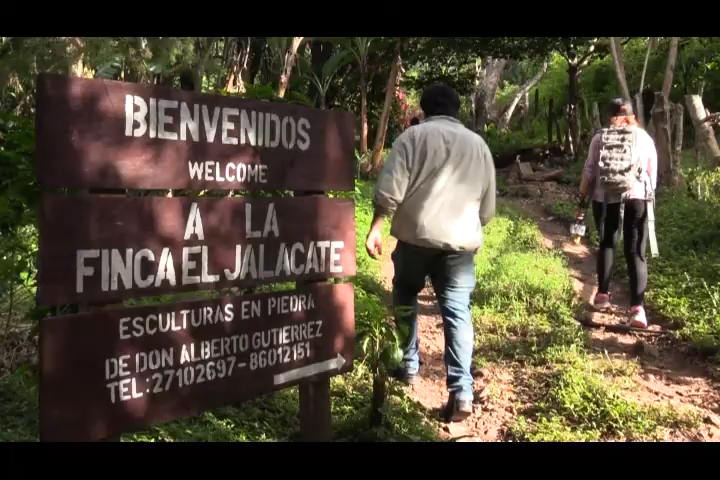 BIENVENIDOS
WELCOME
A LA
FINCA EL JALACATE
ESCULTURAS EN PIEDRA
DE DON ALBERTO GUTIERREZ
TEL: 27102697-86012151